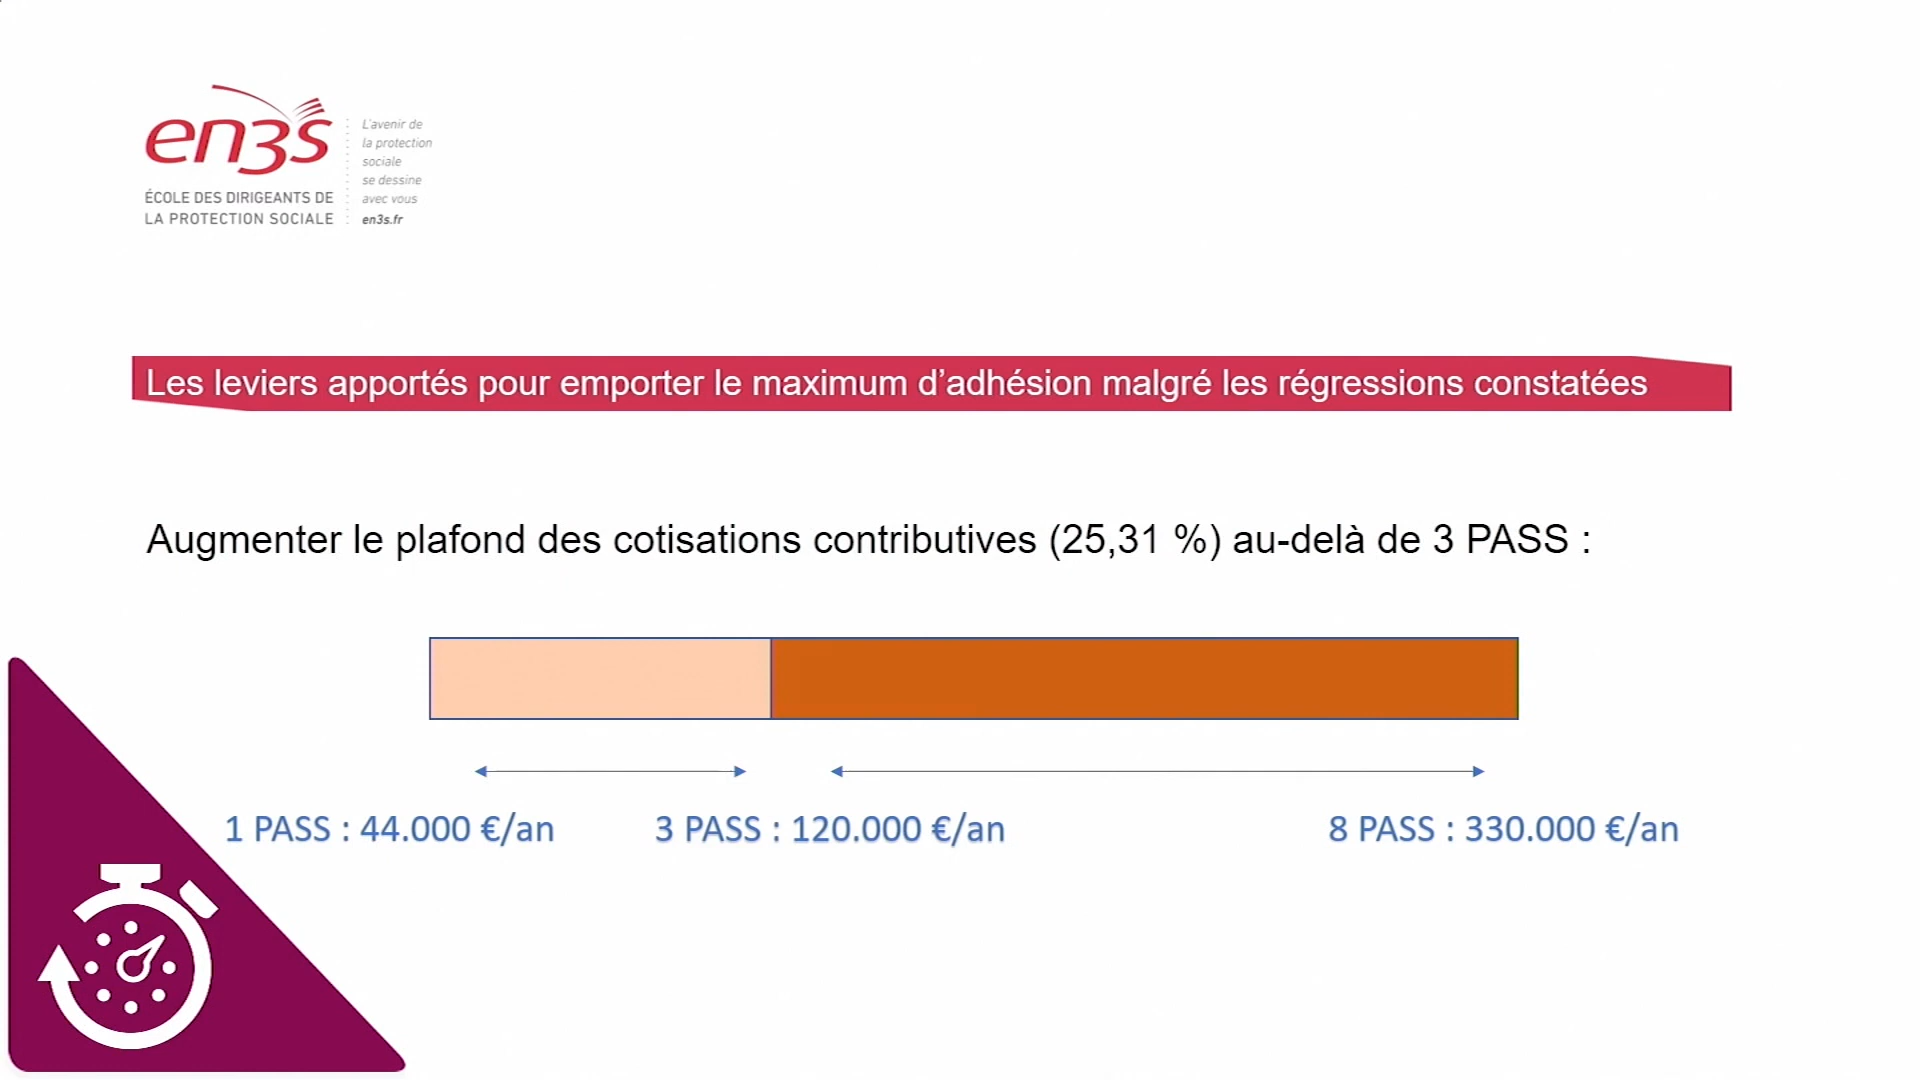 en3s
ÉCOLE DES DIRIGEANTS DE
LA PROTECTION SOCIALE
L'avenir de
la protection
sociale
se dessine
avec vous
en3s.fr
Les leviers apportés pour emporter le maximum d’adhésion malgré les régressions constatées
Augmenter le plafond des cotisations contributives (25,31 %) au-delà de 3 PASS :
1 PASS : 44.000 €/an
3 PASS : 120.000 €/an
8 PASS : 330.000 €/an